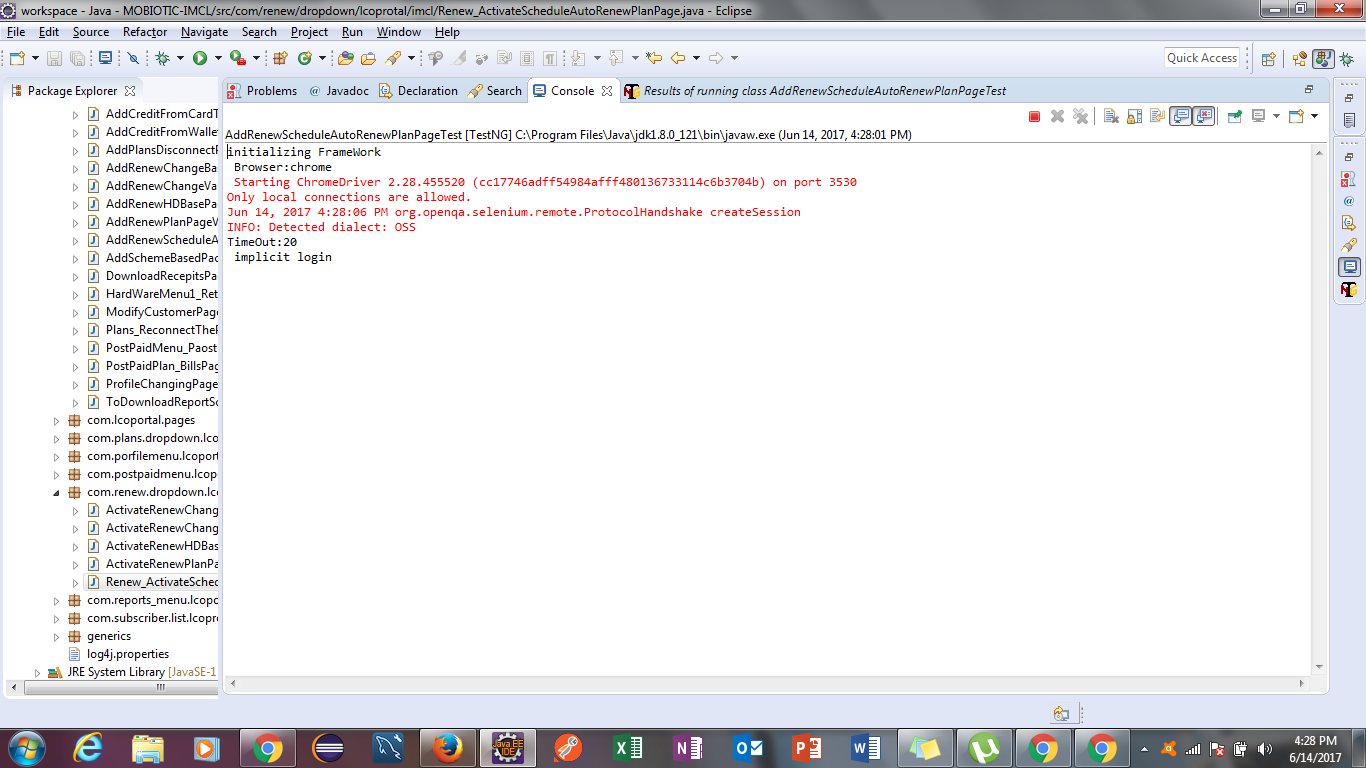 workspace - Java - MOBIOTIC-IMCL/src/com/renew/dropdown/lcoprotal/imcl/Renew_ActivateScheduleAutoRenewPlanPage.java - Eclipse
File Edit Source Refactor Navigate Search Project Run Window Help
Quick Access
Package Explorer
Problems @ Javadoc Declaration Search Console Results of running class AddRenewScheduleAutoRenewPlanPageTest
AddRenewScheduleAutoRenewPlanPageTest [TestNG] C:\Program Files\Java\jdk1.8.0_121\bin\javaw.exe (Jun 14, 2017, 4:28:01 PM)
initializing FrameWork
Browser:chrome
Starting ChromeDriver 2.28.455520 (cc17746adff54984afff480136733114c6b3704b) on port 3530
Only local connections are allowed.
Jun 14, 2017 4:28:06 PM org.openqa.selenium.remote.ProtocolHandshake createSession
INFO: Detected dialect: OSS
TimeOut:20
implicit login
AddCreditFromCardT
AddCreditFromWalle
AddPlansDisconnectF
AddRenewChangeBa
AddRenewChangeVa
AddRenewHDBasePa
AddRenewPlanPageV
AddRenewScheduleA
AddSchemeBasedPac
DownloadRecepitsPa
HardWareMenu1_Ret
ModifyCustomerPag
Plans_ReconnectTheF
PostPaidMenu_Paost
PostPaidPlan_BillsPag
ProfileChangingPage
ToDownloadReportSc
com.lcoportal.pages
com.plans.dropdown.lco
com.porfilemenu.lcoport
com.postpaidmenu.lcop
com.renew.dropdown.lco
ActivateRenewChang
ActivateRenewChang
ActivateRenewHDBas
ActivateRenewPlanPa
Renew_ActivateSched
com.reports_menu.lcopo
com.subscriber.list.lcopro
generics
log4j.properties
JRE System Library [JavaSE-1
Java EE
IDE
4:28 PM
6/14/2017